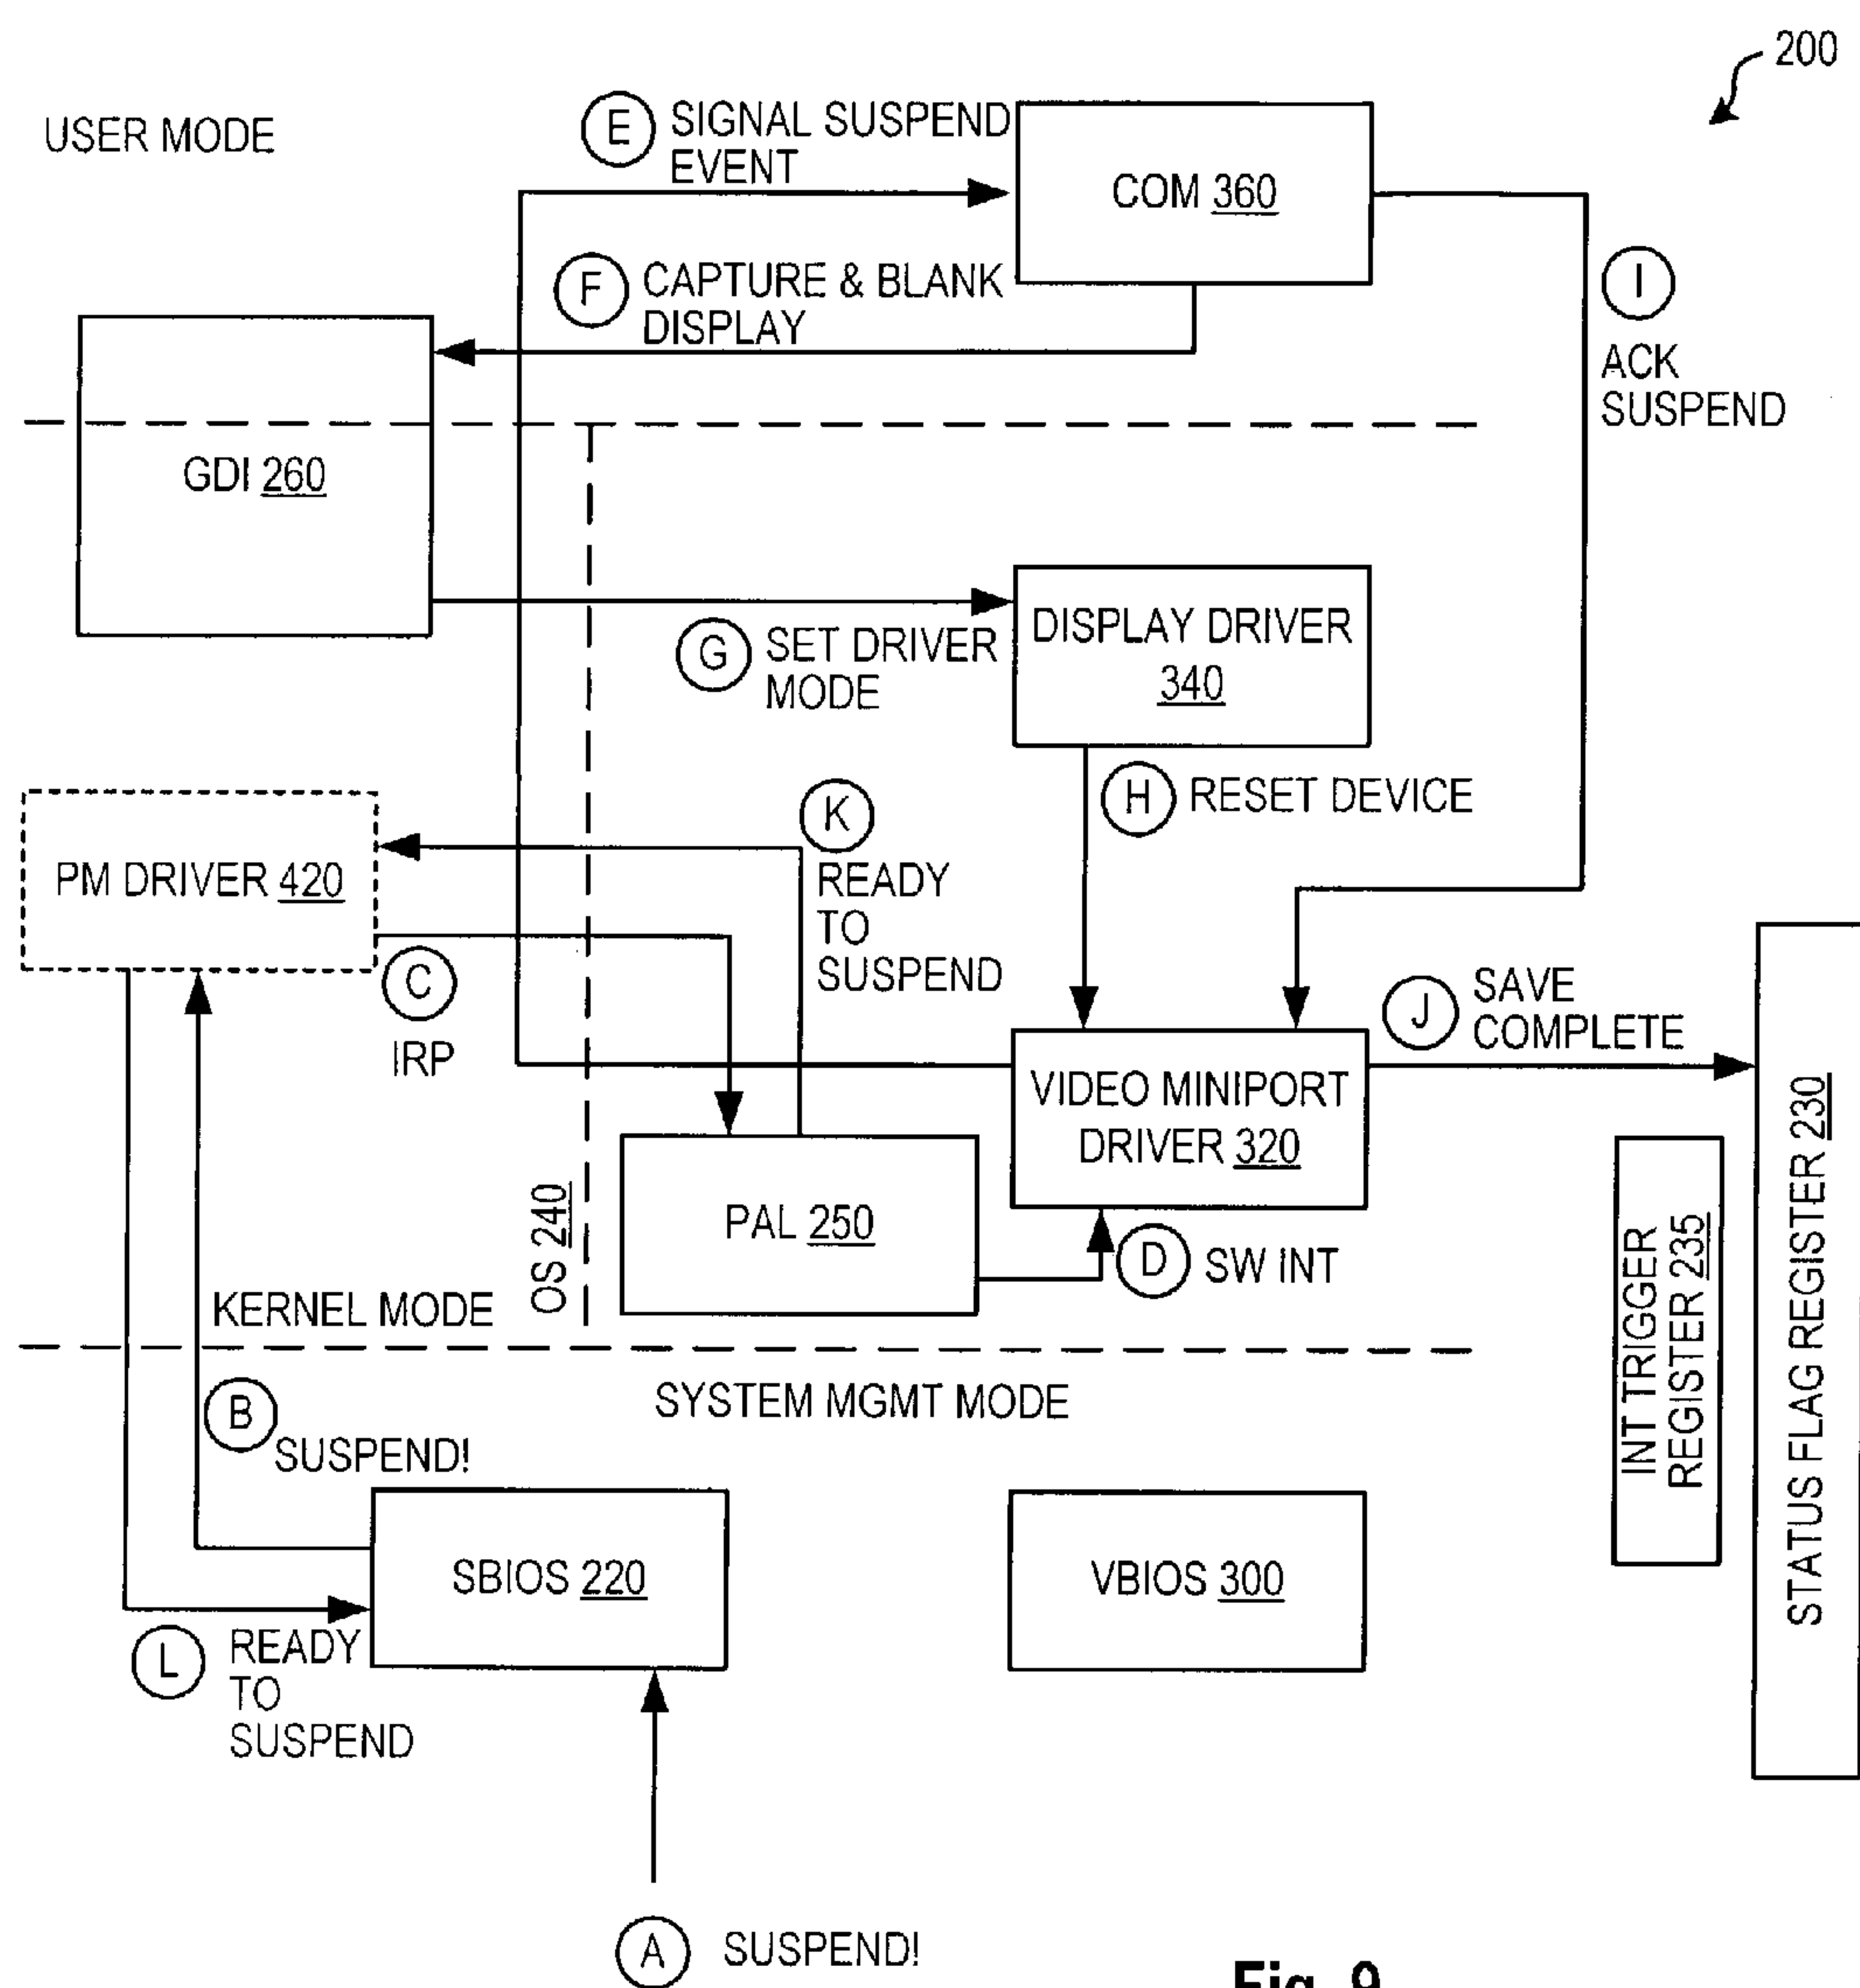 200
USER MODE
E SIGNAL SUSPEND
EVENT
COM 360
F CAPTURE & BLANK
DISPLAY
I
ACK
SUSPEND
GDI 260
G SET DRIVER
MODE
DISPLAY DRIVER
340
H RESET DEVICE
K
READY
TO
SUSPEND
PM DRIVER 420
C
IRP
J SAVE
COMPLETE
VIDEO MINIPORT
DRIVER 320
PAL 250
D SW INT
OS 240
KERNEL MODE
INT TRIGGER
REGISTER 235
STATUS FLAG REGISTER 230
SYSTEM MGMT MODE
B
SUSPEND!
SBIOS 220
VBIOS 300
L READY
TO
SUSPEND
A SUSPEND!
Fig. 9